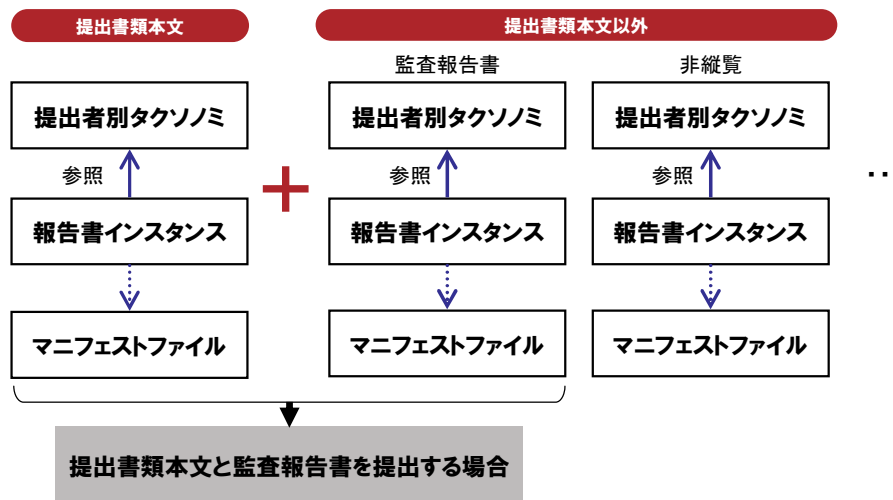 提出書類本文
提出書類本文以外
監査報告書
非縦覧
提出者別タクソノミ
提出者別タクソノミ
提出者別タクソノミ
参照
参照
参照
＋
‥
報告書インスタンス
報告書インスタンス
報告書インスタンス
マニフェストファイル
マニフェストファイル
マニフェストファイル
提出書類本文と監査報告書を提出する場合